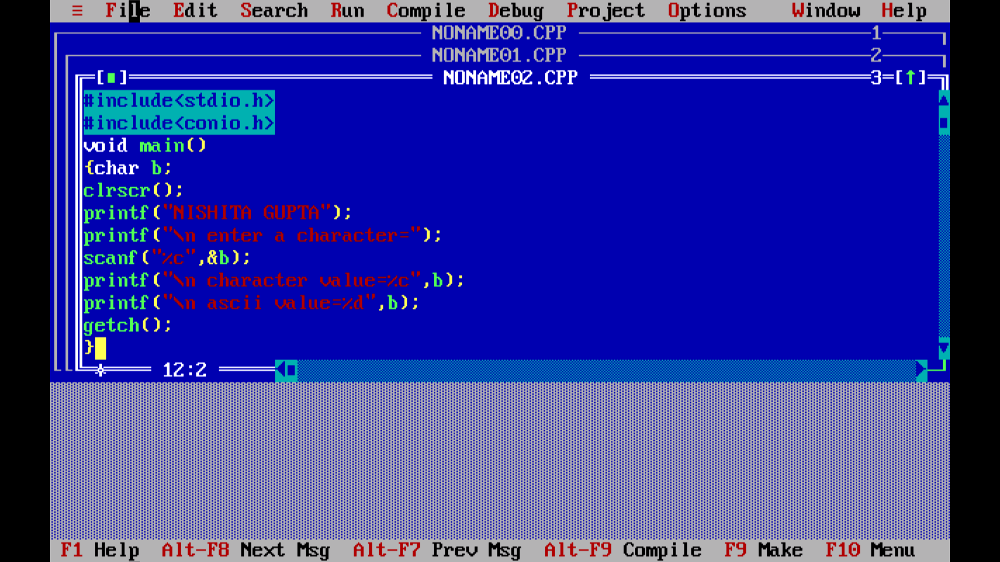 ≡ File Edit Search Run Compile Debug Project Options Window Help
NONAME00.CPP 1
NONAME01.CPP 2
[■] NONAME02.CPP 3=[↑]
#include<stdio.h>
#include<conio.h>
void main()
{char b;
clrscr();
printf("NISHITA GUPTA");
printf("\n enter a character=");
scanf("%c",&b);
printf("\n character value=%c",b);
printf("\n ascii value=%d",b);
getch();
}
12:2
F1 Help Alt-F8 Next Msg Alt-F7 Prev Msg Alt-F9 Compile F9 Make F10 Menu